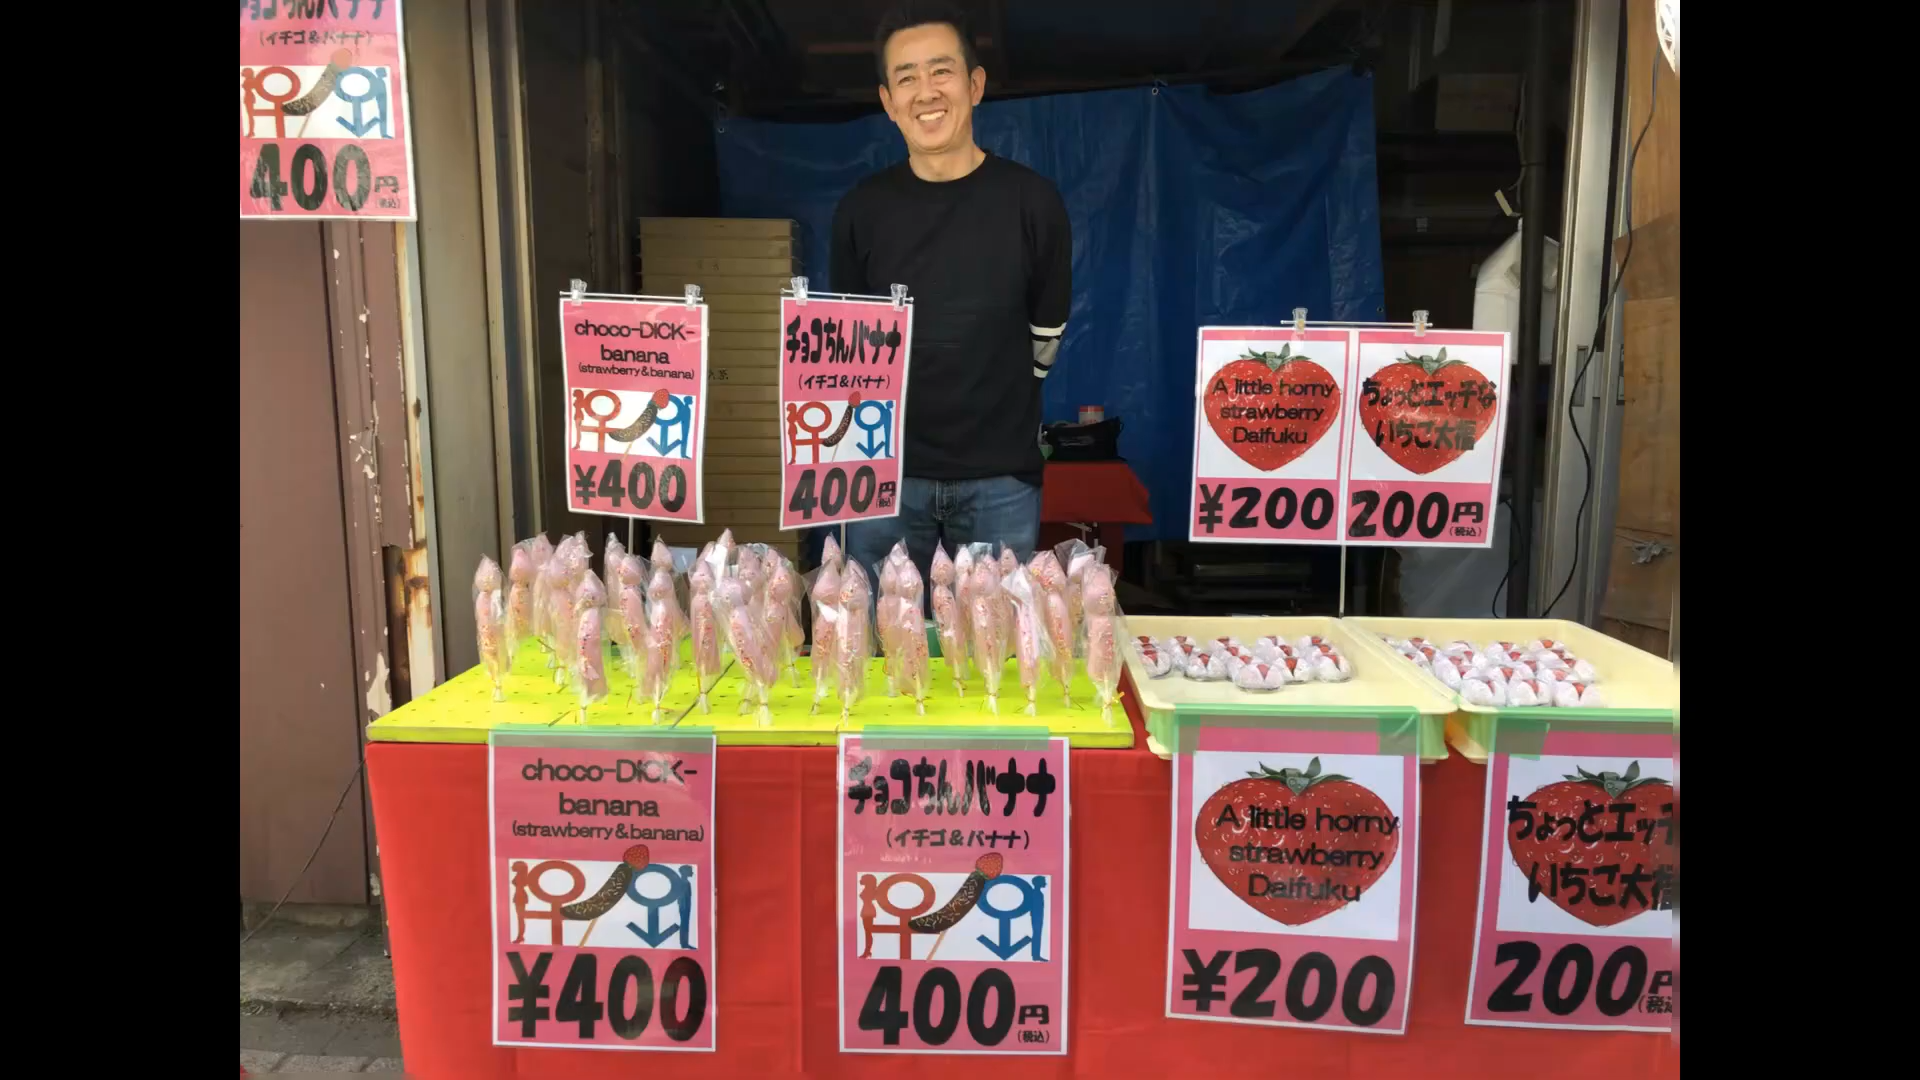 チョコちんバナナ
(イチゴ&バナナ)
400円
(税込)
choco-DICK-
banana
(strawberry&banana)
¥400
チョコちんバナナ
(イチゴ&バナナ)
400円
(税込)
A little horny
strawberry
Daifuku
¥200
ちょっとエッチな
いちご大福
200円
(税込)
choco-DICK-
banana
(strawberry&banana)
¥400
チョコちんバナナ
(イチゴ&バナナ)
400円
(税込)
A little horny
strawberry
Daifuku
¥200
ちょっとエッチ
いちご大福
200円
(税込